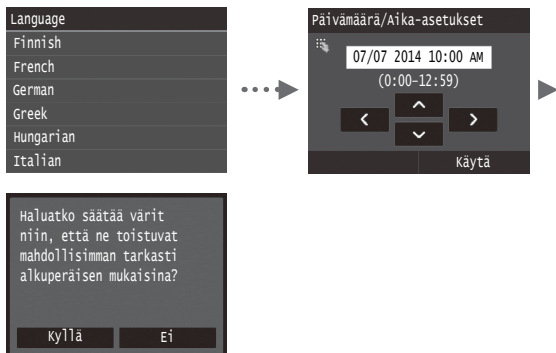 Language
Finnish
French
German
Greek
Hungarian
Italian
Päivämäärä/Aika-asetukset
07/07 2014 10:00 AM
(0:00-12:59)
Käytä
Haluatko säätää värit
niin, että ne toistuvat
mahdollisimman tarkasti
alkuperäisen mukaisina?
Kyllä Ei